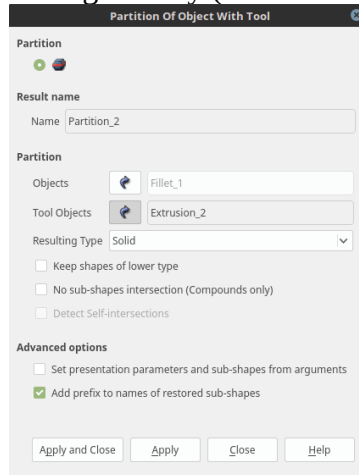 Partition Of Object With Tool
Partition
Result name
Name Partition_2
Partition
Objects Fillet_1
Tool Objects Extrusion_2
Resulting Type Solid
Keep shapes of lower type
No sub-shapes intersection (Compounds only)
Detect Self-intersections
Advanced options
Set presentation parameters and sub-shapes from arguments
Add prefix to names of restored sub-shapes
Apply and Close Apply Close Help